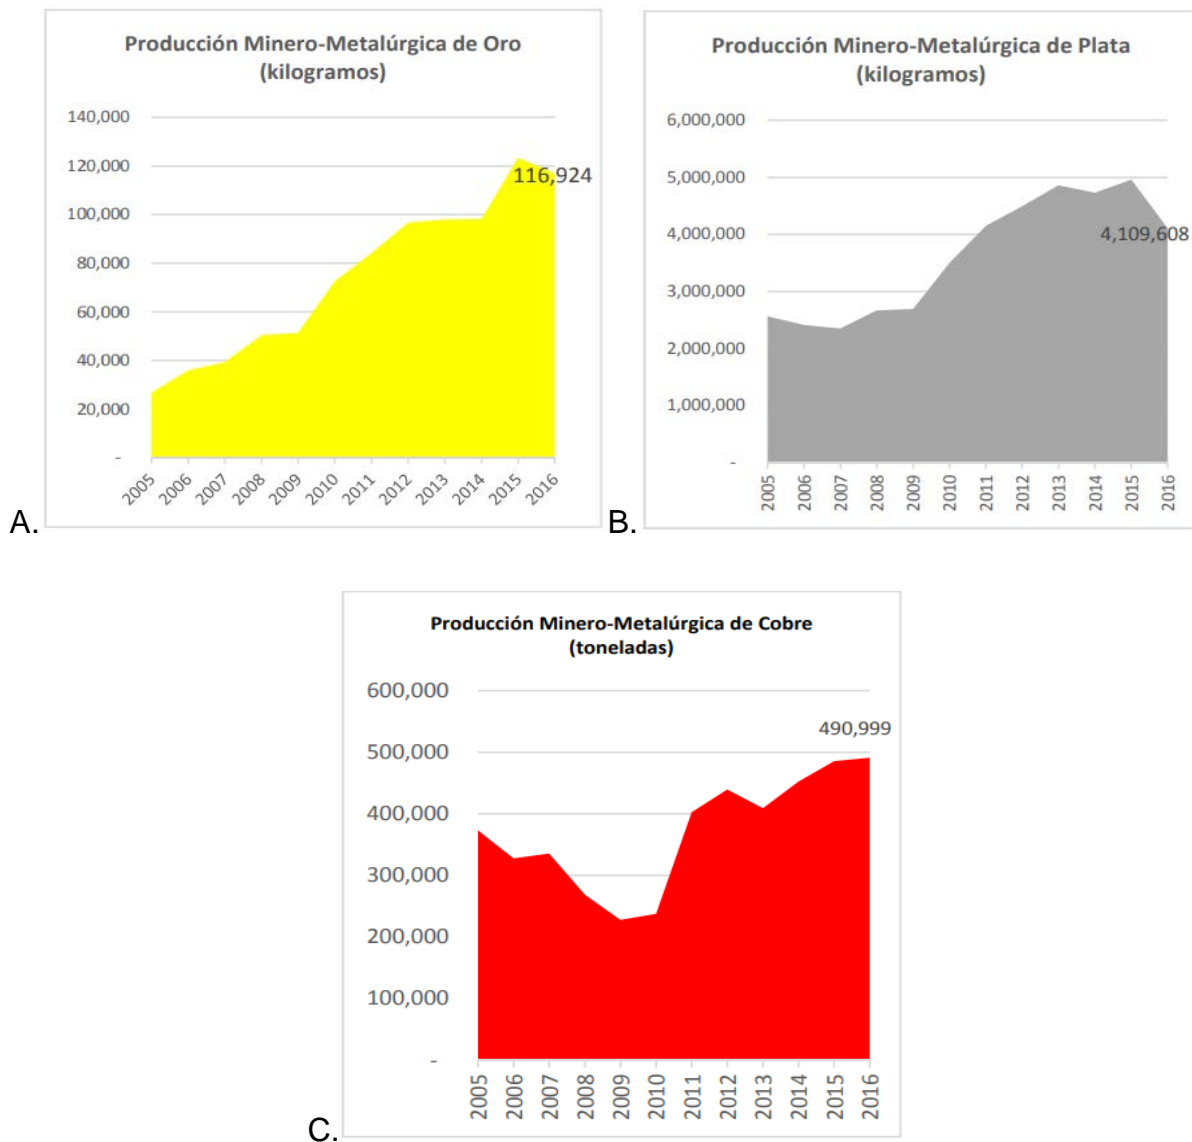 Producción Minero-Metalúrgica de Oro
(kilogramos)
140,000
120,000
100,000
80,000
60,000
40,000
20,000
-
116,924
2005 2006 2007 2008 2009 2010 2011 2012 2013 2014 2015 2016
A.
Producción Minero-Metalúrgica de Plata
(kilogramos)
6,000,000
5,000,000
4,000,000
3,000,000
2,000,000
1,000,000
-
4,109,608
2005 2006 2007 2008 2009 2010 2011 2012 2013 2014 2015 2016
B.
Producción Minero-Metalúrgica de Cobre
(toneladas)
600,000
500,000
400,000
300,000
200,000
100,000
-
490,999
2005 2006 2007 2008 2009 2010 2011 2012 2013 2014 2015 2016
C.